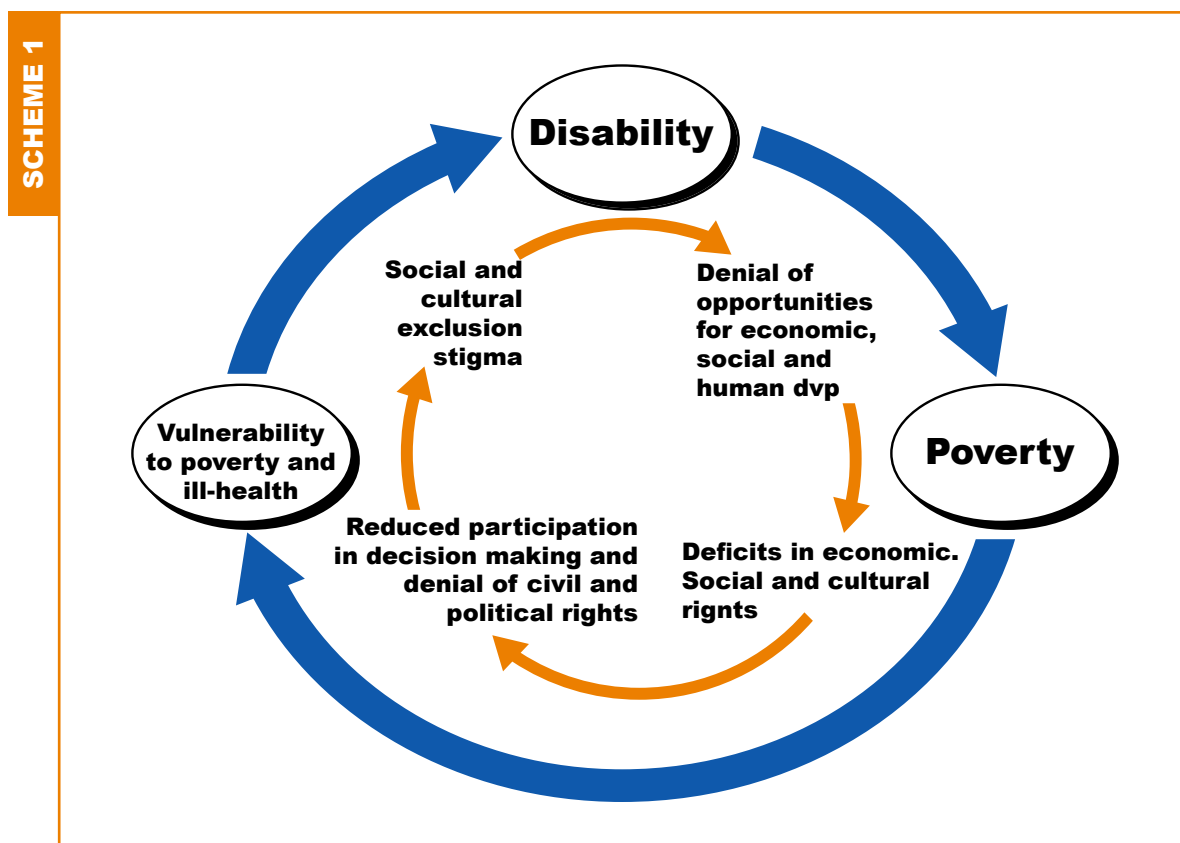 SCHEME 1
Disability
Social and
cultural
exclusion
stigma
Denial of
opportunities
for economic,
social and
human dvp
Vulnerability
to poverty and
ill-health
Poverty
Reduced participation
in decision making and
denial of civil and
political rights
Deficits in economic.
Social and cultural
rignts